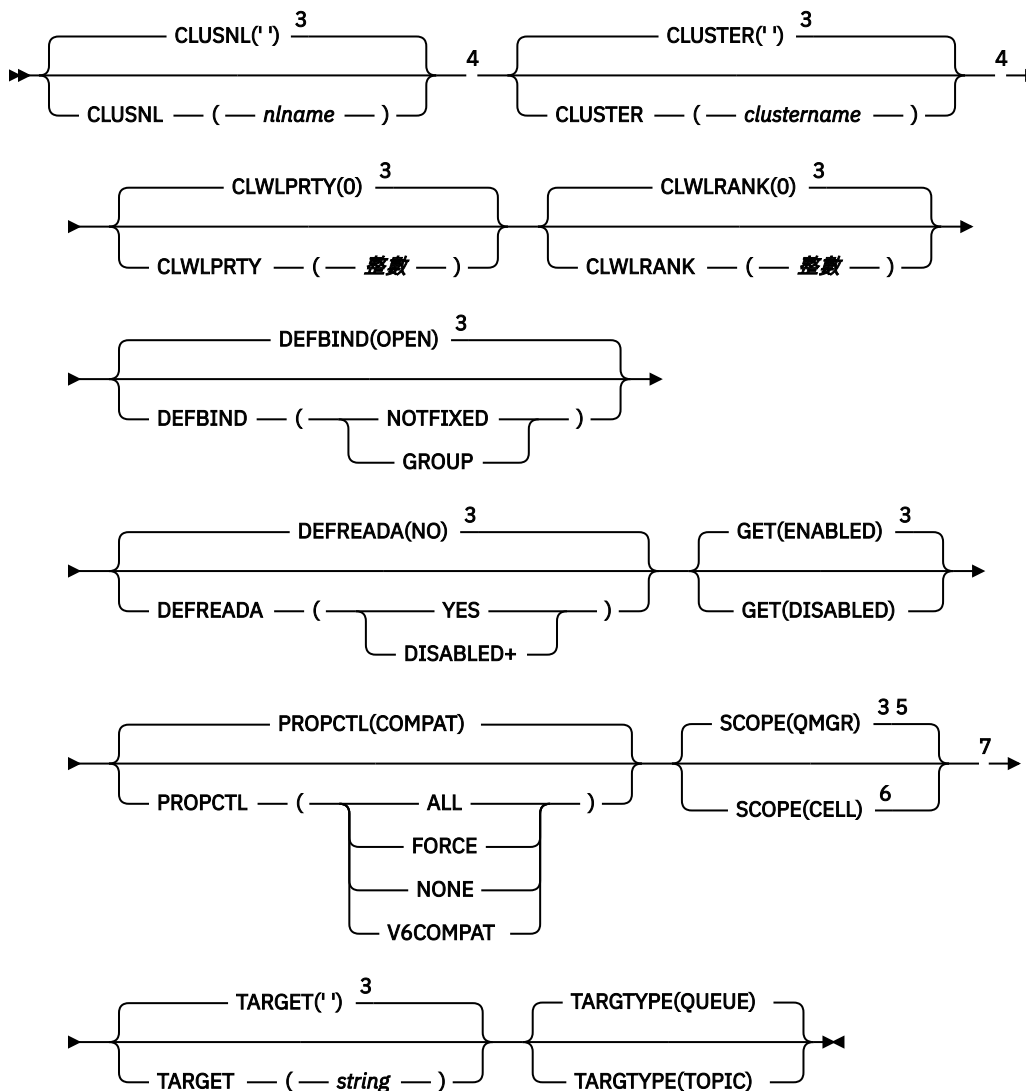 CLUSNL(' ') 3 CLUSTER(' ') 3
4 4
CLUSNL ( nlname ) CLUSTER ( clustername )
CLWLPRTY(0) 3 CLWLRANK(0) 3
CLWLPRTY ( 整數 ) CLWLRANK ( 整數 )
DEFBIND(OPEN) 3
DEFBIND ( NOTFIXED )
GROUP
DEFREADA(NO) 3 GET(ENABLED) 3
DEFREADA ( YES ) GET(DISABLED)
DISABLED+
PROPCTL(COMPAT) SCOPE(QMGR) 3 5
7
PROPCTL ( ALL ) SCOPE(CELL) 6
FORCE
NONE
V6COMPAT
TARGET(' ') 3 TARGTYPE(QUEUE)
TARGET ( string ) TARGTYPE(TOPIC)